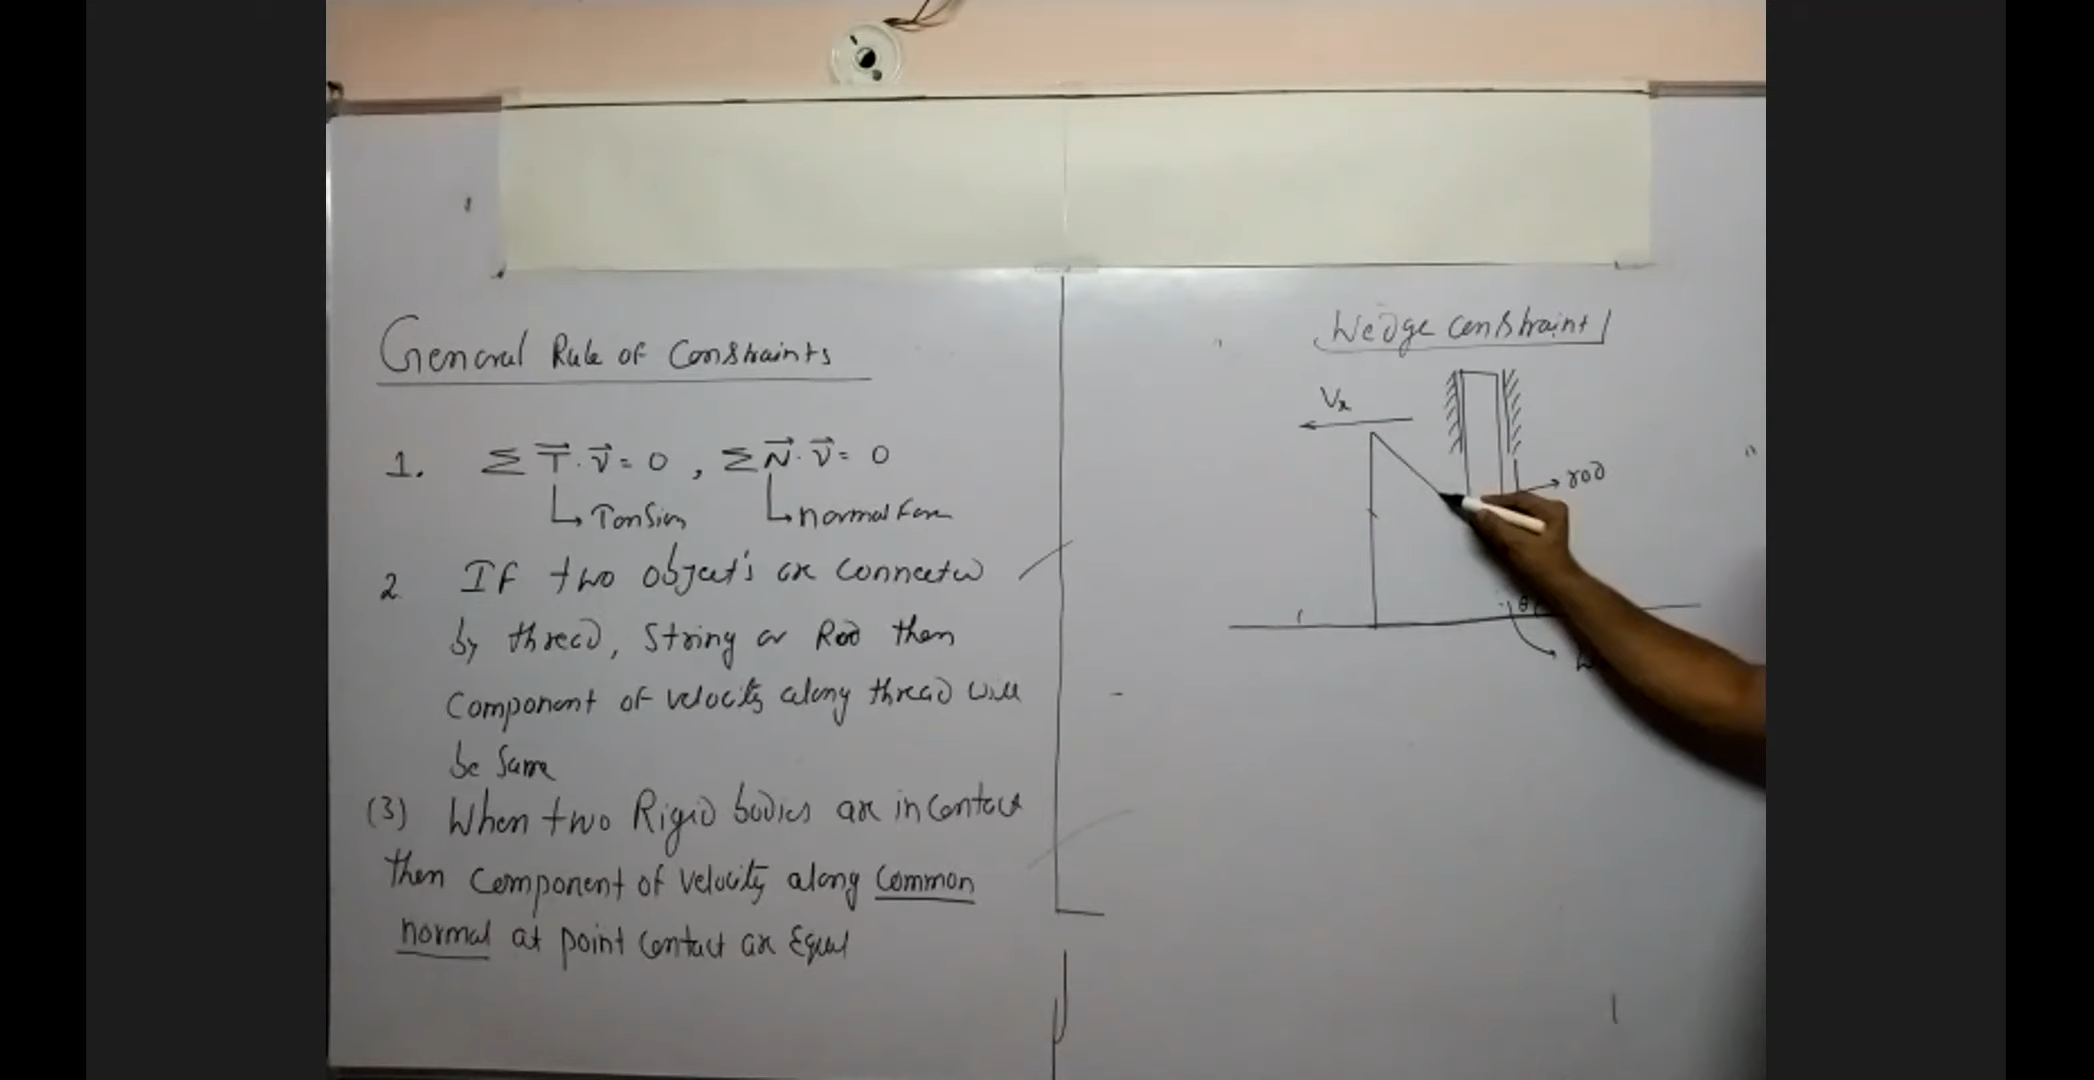 General Rule of Constraints
1. Σ T⃗ . v⃗ = 0 , Σ N⃗ . v⃗ = 0
Tension
normal Force
2. If two object's are connected
by thread, String or Rod then
Component of velocity along thread will
be same
(3) When two Rigid bodies are in contact
then component of velocity along common
normal at point contact are Equal
Wedge constraint
Vx
rod
θ